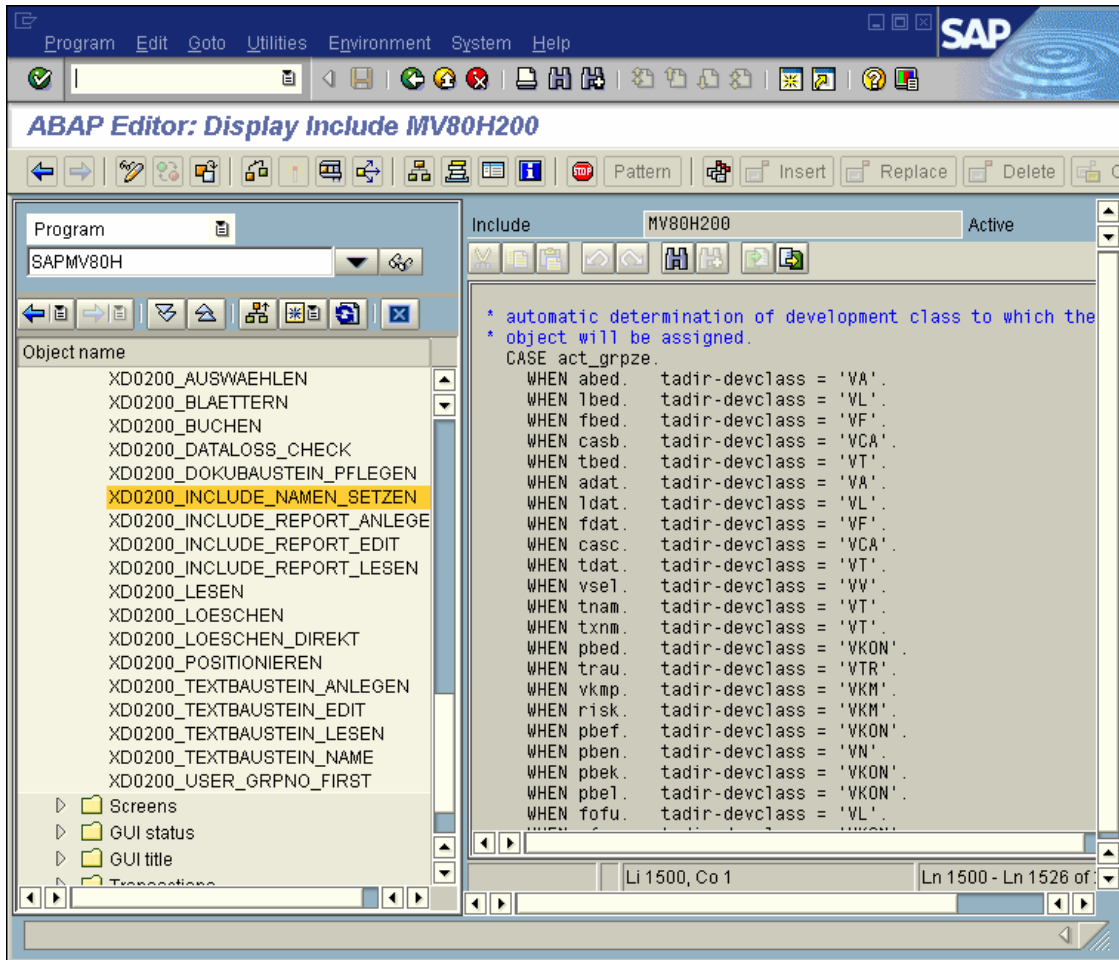 Program Edit Goto Utilities Environment System Help
SAP
ABAP Editor: Display Include MV80H200
Pattern Insert Replace Delete
Program
SAPMV80H
Object name
XD0200_AUSWAEHLEN
XD0200_BLAETTERN
XD0200_BUCHEN
XD0200_DATALOSS_CHECK
XD0200_DOKUBAUSTEIN_PFLEGEN
XD0200_INCLUDE_NAMEN_SETZEN
XD0200_INCLUDE_REPORT_ANLEGE
XD0200_INCLUDE_REPORT_EDIT
XD0200_INCLUDE_REPORT_LESEN
XD0200_LESEN
XD0200_LOESCHEN
XD0200_LOESCHEN_DIREKT
XD0200_POSITIONIEREN
XD0200_TEXTBAUSTEIN_ANLEGEN
XD0200_TEXTBAUSTEIN_EDIT
XD0200_TEXTBAUSTEIN_LESEN
XD0200_TEXTBAUSTEIN_NAME
XD0200_USER_GRPNO_FIRST
Screens
GUI status
GUI title
Transactions
Include MV80H200 Active
* automatic determination of development class to which the
* object will be assigned.
CASE act_grpze.
WHEN abed. tadir-devclass = 'VA'.
WHEN lbed. tadir-devclass = 'VL'.
WHEN fbed. tadir-devclass = 'VF'.
WHEN casb. tadir-devclass = 'VCA'.
WHEN tbed. tadir-devclass = 'VT'.
WHEN adat. tadir-devclass = 'VA'.
WHEN ldat. tadir-devclass = 'VL'.
WHEN fdat. tadir-devclass = 'VF'.
WHEN casc. tadir-devclass = 'VCA'.
WHEN tdat. tadir-devclass = 'VT'.
WHEN vsel. tadir-devclass = 'VV'.
WHEN tnam. tadir-devclass = 'VT'.
WHEN txnm. tadir-devclass = 'VT'.
WHEN pbed. tadir-devclass = 'VKON'.
WHEN trau. tadir-devclass = 'VTR'.
WHEN vkmp. tadir-devclass = 'VKM'.
WHEN risk. tadir-devclass = 'VKM'.
WHEN pbef. tadir-devclass = 'VKON'.
WHEN pben. tadir-devclass = 'VN'.
WHEN pbek. tadir-devclass = 'VKON'.
WHEN pbel. tadir-devclass = 'VKON'.
WHEN fofu. tadir-devclass = 'VL'.
Li 1500, Co 1 Ln 1500 - Ln 1526 of